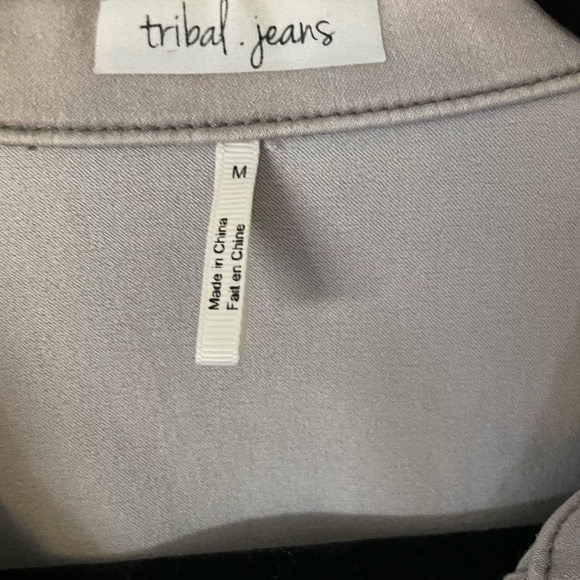 tribal.jeans
M
Made in China
Fait en Chine